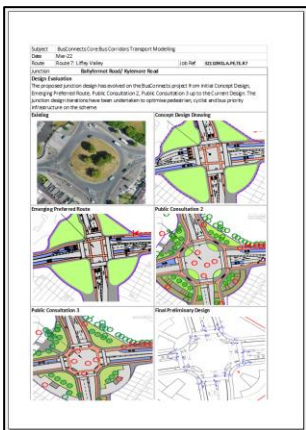 Subject BusConnects Core Bus Corridors Transport Modelling
Date Mar-22
Route Route 7: Liffey Valley Job Ref
Junction Ballyfermot Road/ Kylemore Road
Design Evaluation
The proposed junction design has evolved on the BusConnects project from Initial Concept Design,
Emerging Preferred Route, Public Consultation 2, Public Consultation 3 up to the Current Design. The
junction design iterations have been undertaken to optimise pedestrian, cyclist and bus priority
infrastructure on the scheme.
Existing Concept Design Drawing
Emerging Preferred Route Public Consultation 2
Public Consultation 3 Final Preliminary Design